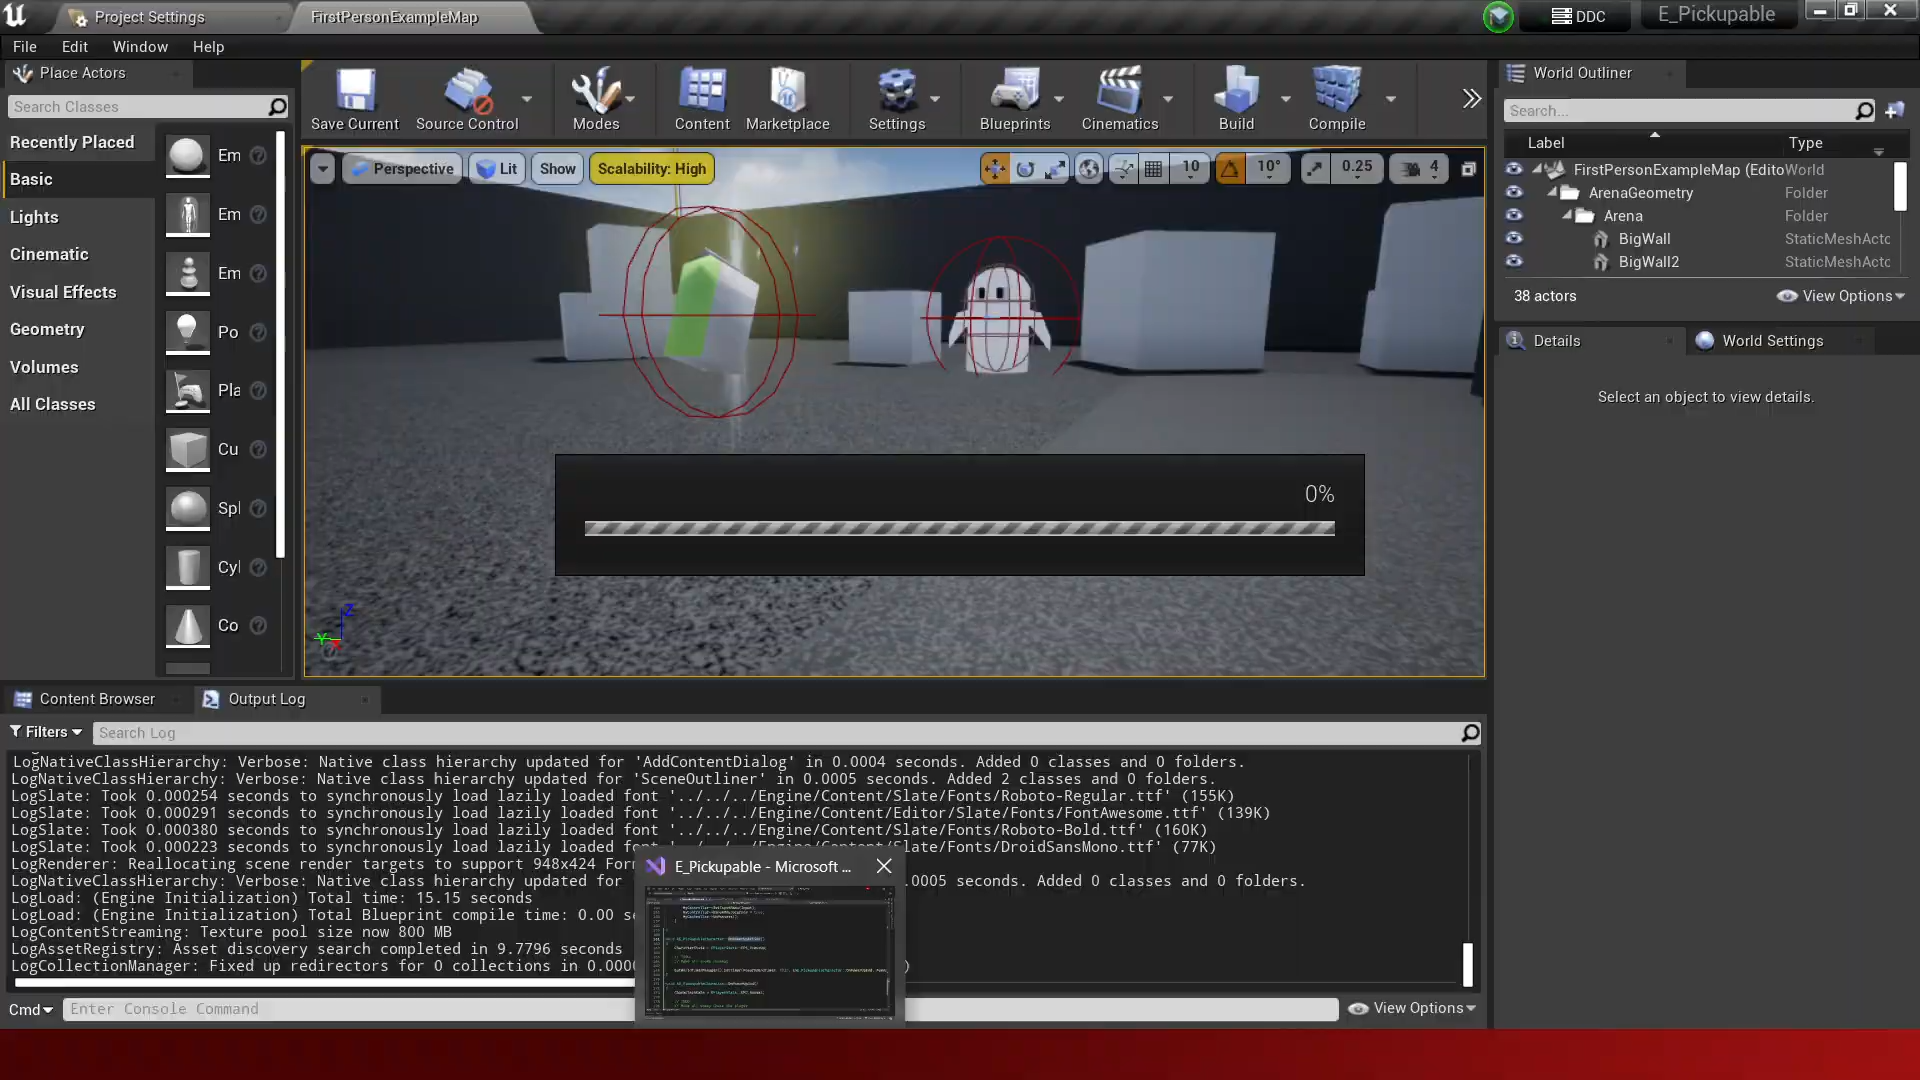 Project Settings
FirstPersonExampleMap
DDC
E_Pickupable
File
Edit
Window
Help
Place Actors
Search Classes
Recently Placed
Basic
Lights
Cinematic
Visual Effects
Geometry
Volumes
All Classes
Em
Em
Em
Po
Pla
Cu
Spl
Cyl
Co
Save Current
Source Control
Modes
Content
Marketplace
Settings
Blueprints
Cinematics
Build
Compile
Perspective
Lit
Show
Scalability: High
10
10°
0.25
4
0%
World Outliner
Search...
Label
Type
FirstPersonExampleMap (Edito
World
ArenaGeometry
Folder
Arena
Folder
BigWall
StaticMeshActo
BigWall2
StaticMeshActo
38 actors
View Options
Details
World Settings
Select an object to view details.
Content Browser
Output Log
Filters
Search Log
LogNativeClassHierarchy: Verbose: Native class hierarchy updated for 'AddContentDialog' in 0.0004 seconds. Added 0 classes and 0 folders.
LogNativeClassHierarchy: Verbose: Native class hierarchy updated for 'SceneOutliner' in 0.0005 seconds. Added 2 classes and 0 folders.
LogSlate: Took 0.000254 seconds to synchronously load lazily loaded font '../../../Engine/Content/Slate/Fonts/Roboto-Regular.ttf' (155K)
LogSlate: Took 0.000291 seconds to synchronously load lazily loaded font '../../../Engine/Content/Editor/Slate/Fonts/FontAwesome.ttf' (139K)
LogSlate: Took 0.000380 seconds to synchronously load lazily loaded font '../../../Engine/Content/Slate/Fonts/Roboto-Bold.ttf' (160K)
LogSlate: Took 0.000223 seconds to synchronously load lazily loaded font '../../../Engine/Content/Slate/Fonts/DroidSansMono.ttf' (77K)
LogRenderer: Reallocating scene render targets to support 948x424 For
LogNativeClassHierarchy: Verbose: Native class hierarchy updated for
.0005 seconds. Added 0 classes and 0 folders.
LogLoad: (Engine Initialization) Total time: 15.15 seconds
LogLoad: (Engine Initialization) Total Blueprint compile time: 0.00 se
LogContentStreaming: Texture pool size now 800 MB
LogAssetRegistry: Asset discovery search completed in 9.7796 seconds
LogCollectionManager: Fixed up redirectors for 0 collections in 0.000
)
E_Pickupable - Microsoft ...
Cmd
Enter Console Command
View Options